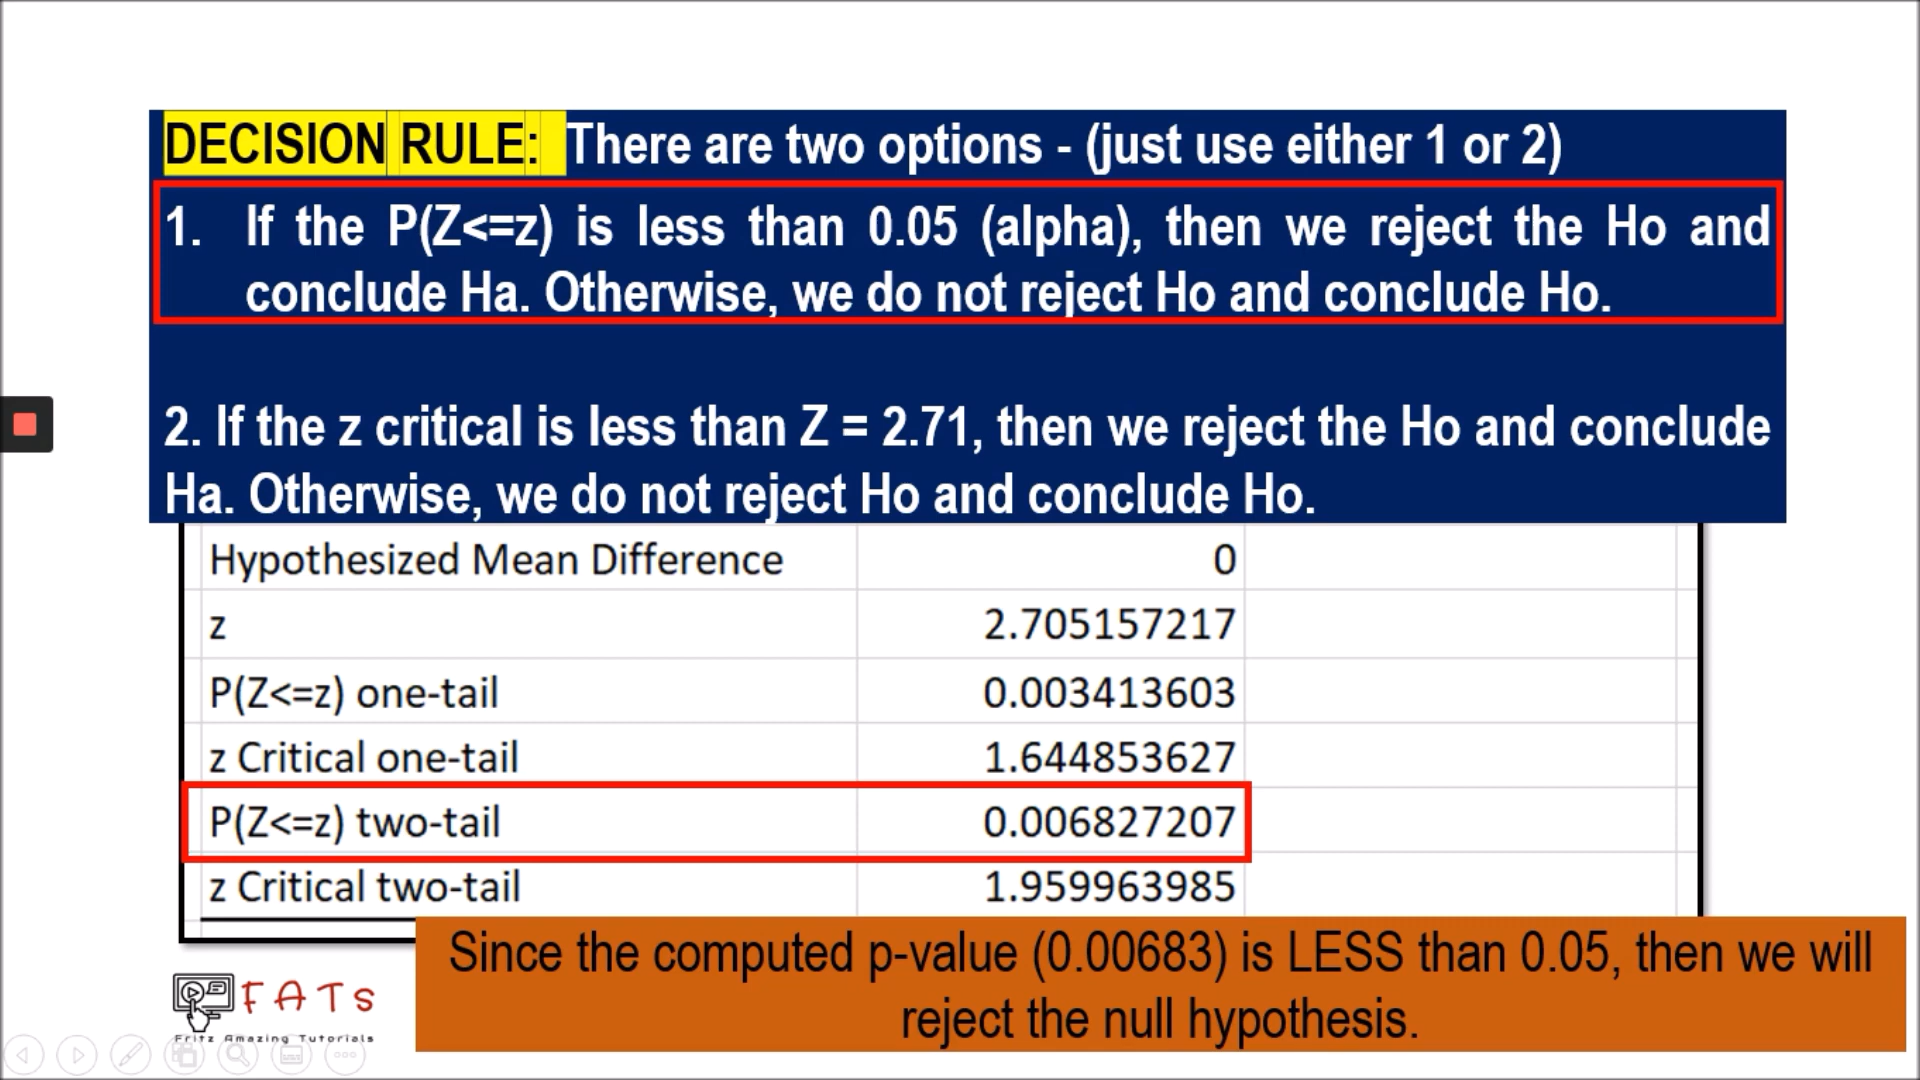 DECISION RULE: There are two options - (just use either 1 or 2)
1. If the P(Z<=z) is less than 0.05 (alpha), then we reject the Ho and
conclude Ha. Otherwise, we do not reject Ho and conclude Ho.
2. If the z critical is less than Z = 2.71, then we reject the Ho and conclude
Ha. Otherwise, we do not reject Ho and conclude Ho.
Hypothesized Mean Difference 0
z 2.705157217
P(Z<=z) one-tail 0.003413603
z Critical one-tail 1.644853627
P(Z<=z) two-tail 0.006827207
z Critical two-tail 1.959963985
Since the computed p-value (0.00683) is LESS than 0.05, then we will
reject the null hypothesis.
FATs
Fritz Amazing Tutorials